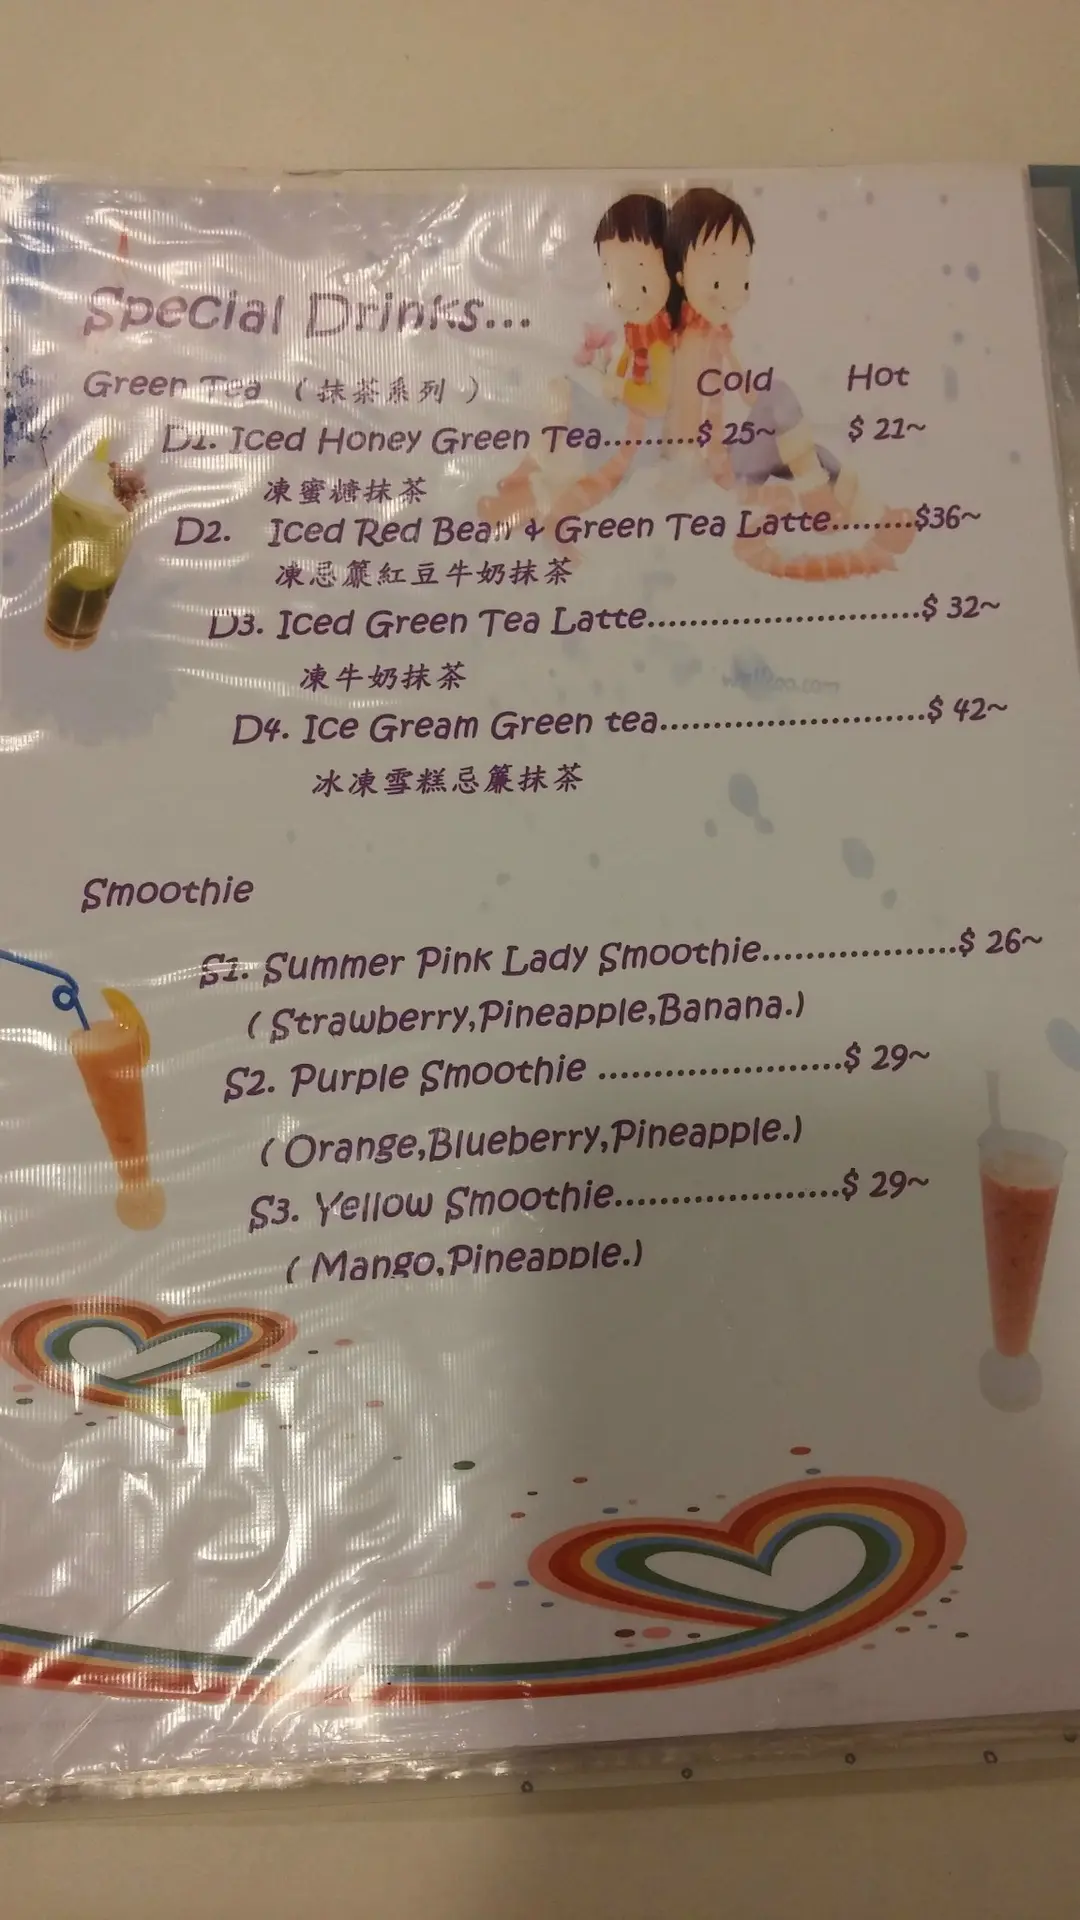 Special Drinks...
Green Tea （ 抹茶系列 ） Cold Hot
D1. Iced Honey Green Tea.........$ 25~ $ 21~
凍蜜糖抹茶
D2. Iced Red Bean & Green Tea Latte........$36~
凍忌簾紅豆牛奶抹茶
D3. Iced Green Tea Latte..........................$ 32~
凍牛奶抹茶
D4. Ice Gream Green tea.........................$ 42~
冰凍雪糕忌簾抹茶
Smoothie
S1. Summer Pink Lady Smoothie..................$ 26~
( Strawberry,Pineapple,Banana.)
S2. Purple Smoothie .......................$ 29~
( Orange,Blueberry,Pineapple.)
S3. Yellow Smoothie.....................$ 29~
( Mango,Pineapple.)